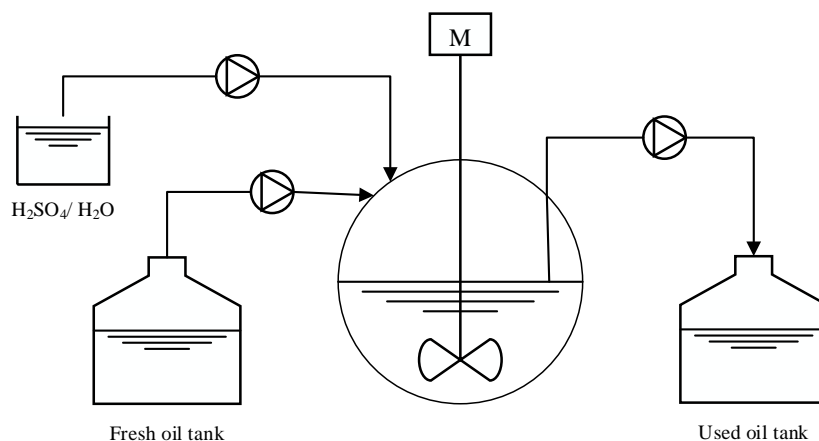 M
H₂SO₄/ H₂O
Fresh oil tank
Used oil tank